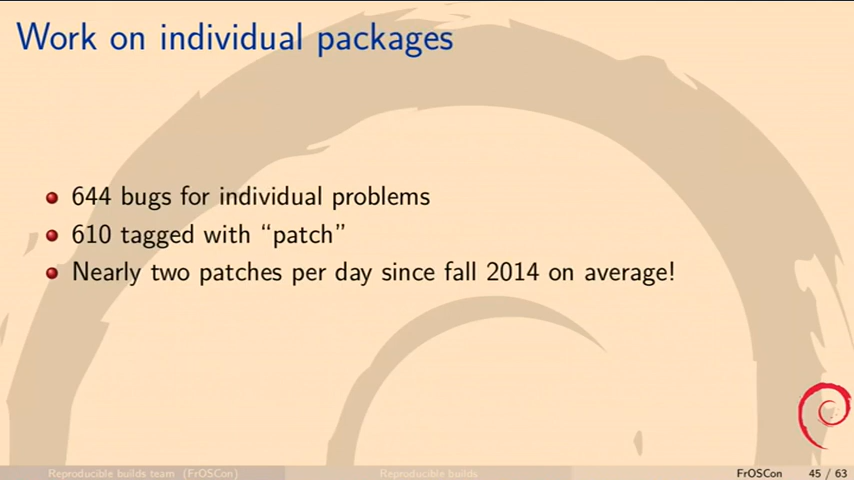 Work on individual packages
644 bugs for individual problems
610 tagged with “patch”
Nearly two patches per day since fall 2014 on average!
Reproducible builds team (FrOSCon)
Reproducible builds
FrOSCon
45 / 63